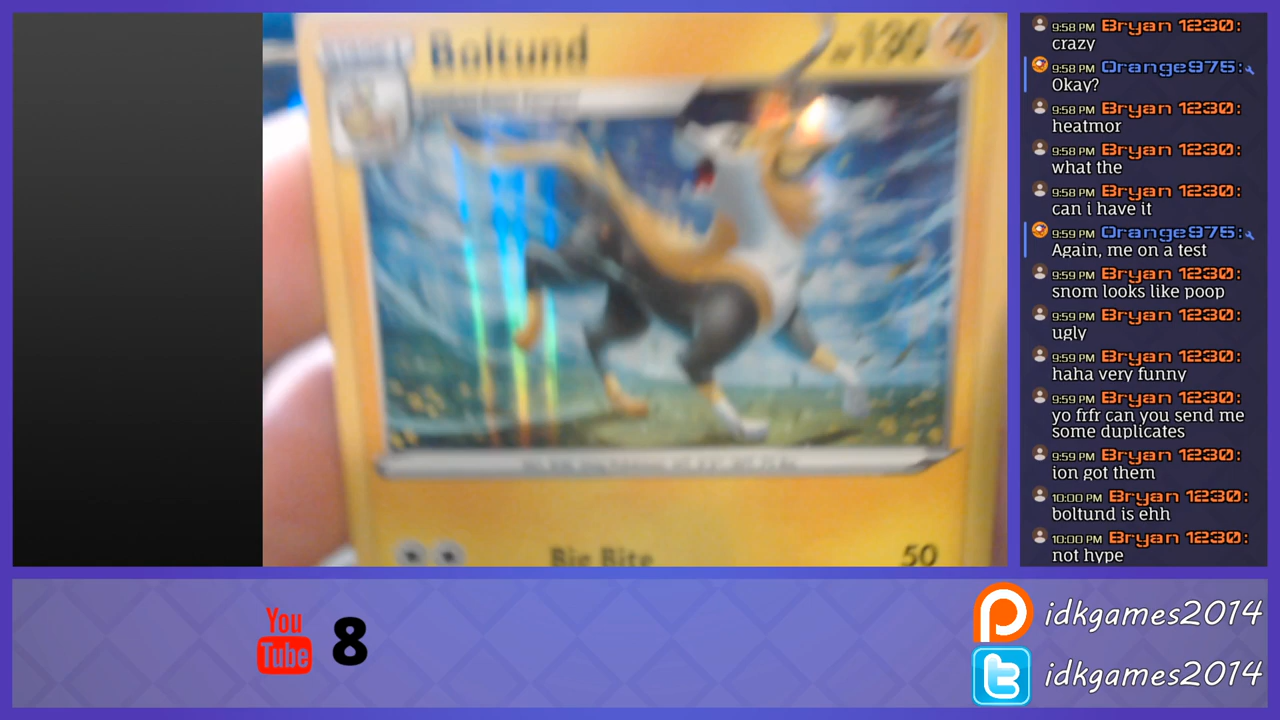 Boltund
130
Big Bite
50
9:58 PM Bryan 1230:
crazy
9:58 PM Orange975:
Okay?
9:58 PM Bryan 1230:
heatmor
9:58 PM Bryan 1230:
what the
9:58 PM Bryan 1230:
can i have it
9:59 PM Orange975:
Again, me on a test
9:59 PM Bryan 1230:
snom looks like poop
9:59 PM Bryan 1230:
ugly
9:59 PM Bryan 1230:
haha very funny
9:59 PM Bryan 1230:
yo frfr can you send me
some duplicates
9:59 PM Bryan 1230:
ion got them
10:00 PM Bryan 1230:
boltund is ehh
10:00 PM Bryan 1230:
not hype
You
Tube
8
idkgames2014
idkgames2014